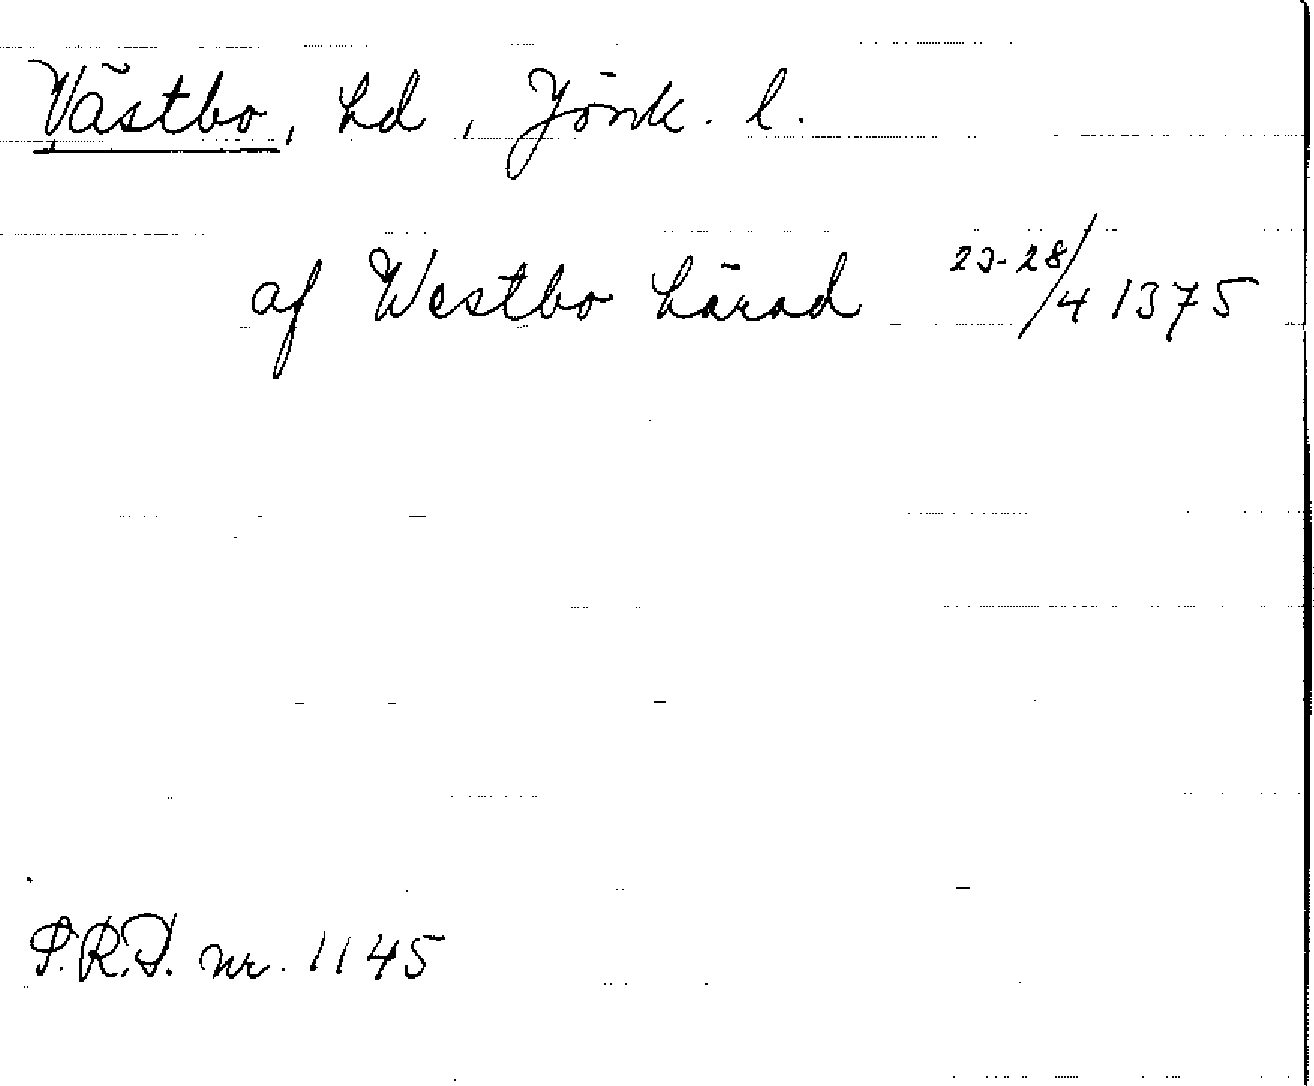 Västbo, hd, Jönk. l.
af Westbo härad 23-28/4 1375
P.R.D. nr. 1145